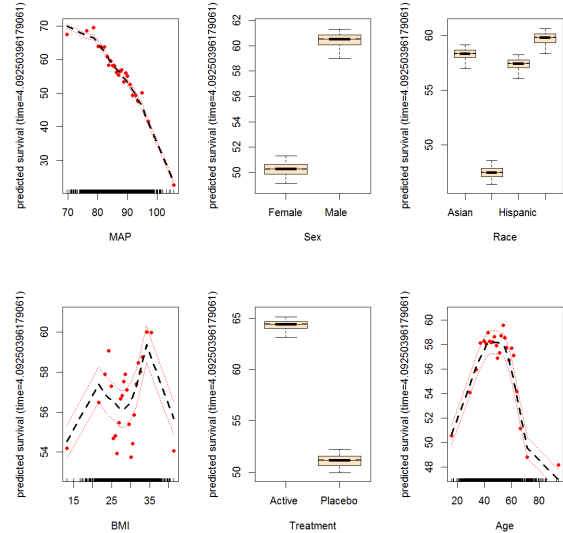 predicted survival (time=4.09250396179061)
70
60
50
40
30
70
80
90
100
MAP
predicted survival (time=4.09250396179061)
62
60
58
56
54
52
50
Female
Male
Sex
predicted survival (time=4.09250396179061)
60
55
50
Asian
Hispanic
Race
predicted survival (time=4.09250396179061)
60
58
56
54
15
25
35
BMI
predicted survival (time=4.09250396179061)
65
60
55
50
Active
Placebo
Treatment
predicted survival (time=4.09250396179061)
60
58
56
54
52
50
48
20
40
60
80
Age